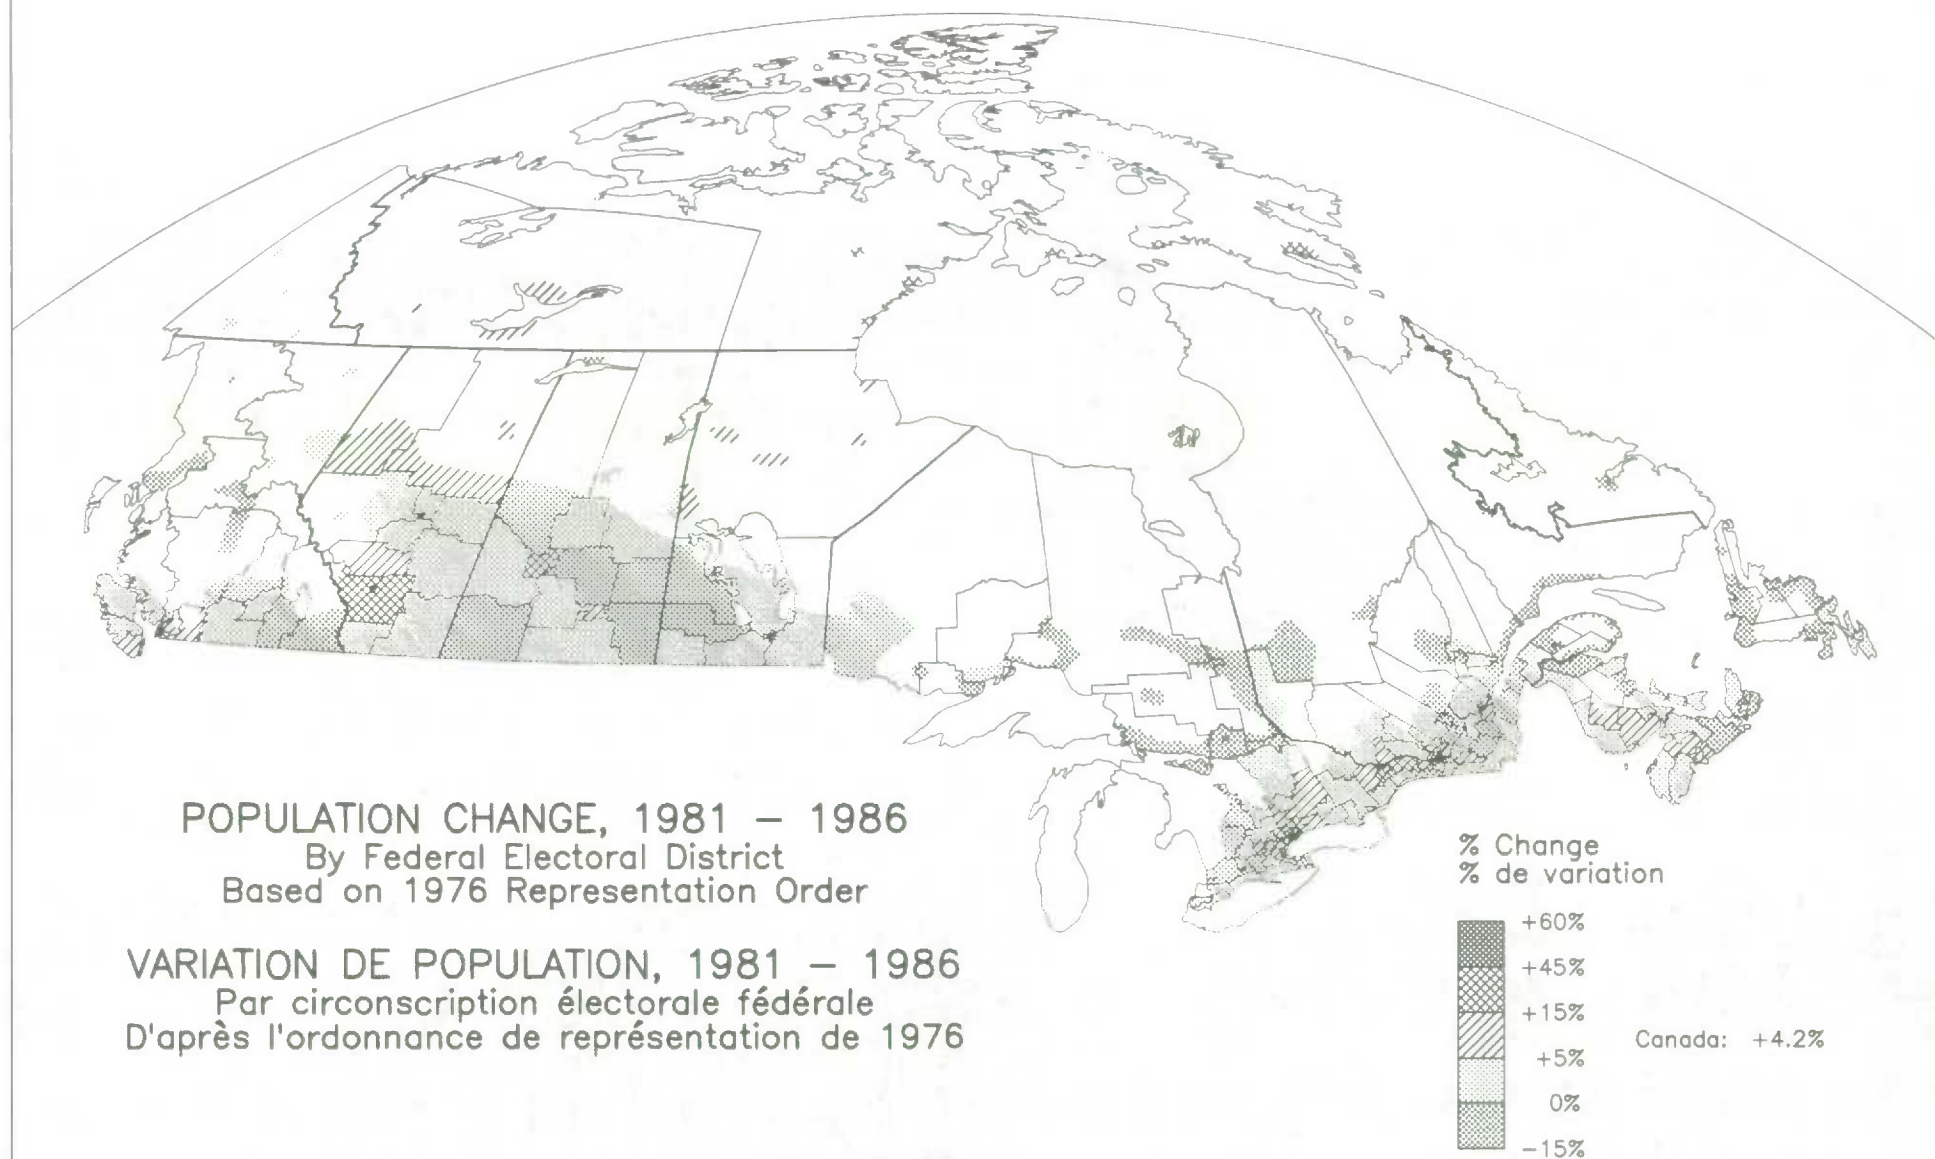 POPULATION CHANGE, 1981 – 1986
By Federal Electoral District
Based on 1976 Representation Order
VARIATION DE POPULATION, 1981 – 1986
Par circonscription électorale fédérale
D'après l'ordonnance de représentation de 1976
% Change
% de variation
+60%
+45%
+15%
+5%
0%
-15%
Canada: +4.2%